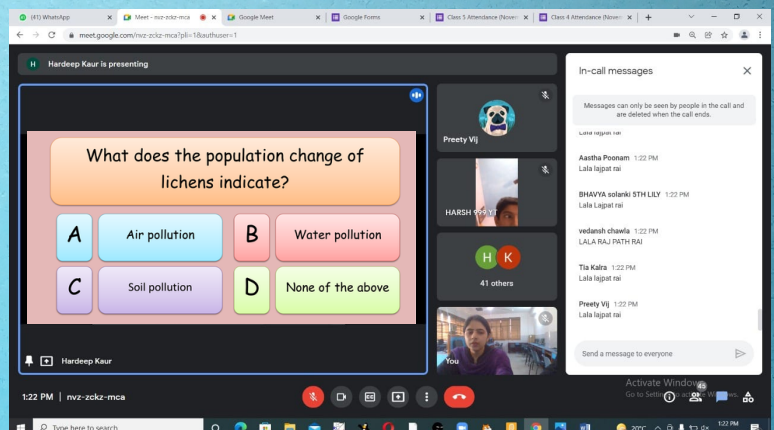 (41) WhatsApp
Meet - nvz-zckz-mca
Google Meet
Google Forms
Class 5 Attendance (Nove
Class 4 Attendance (Nove
meet.google.com/nvz-zckz-mca?pli=1&authuser=1
H Hardeep Kaur is presenting
What does the population change of
lichens indicate?
A Air pollution
B Water pollution
C Soil pollution
D None of the above
Hardeep Kaur
Preety Vij
HARSH 999 YT
H K
41 others
You
In-call messages
Messages can only be seen by people in the call and
are deleted when the call ends.
Lala lajpat rai
Aastha Poonam 1:22 PM
Lala lajpat rai
BHAVYA solanki 5TH LILY 1:22 PM
Lala Lajpat rai
vedansh chawla 1:22 PM
LALA RAJ PATH RAI
Tia Kalra 1:22 PM
lala lajpat rai
Preety Vij 1:22 PM
Lala lajpat rai
Send a message to everyone
Activate Windows
1:22 PM | nvz-zckz-mca
45
Type here to search
20°C
1:22 PM